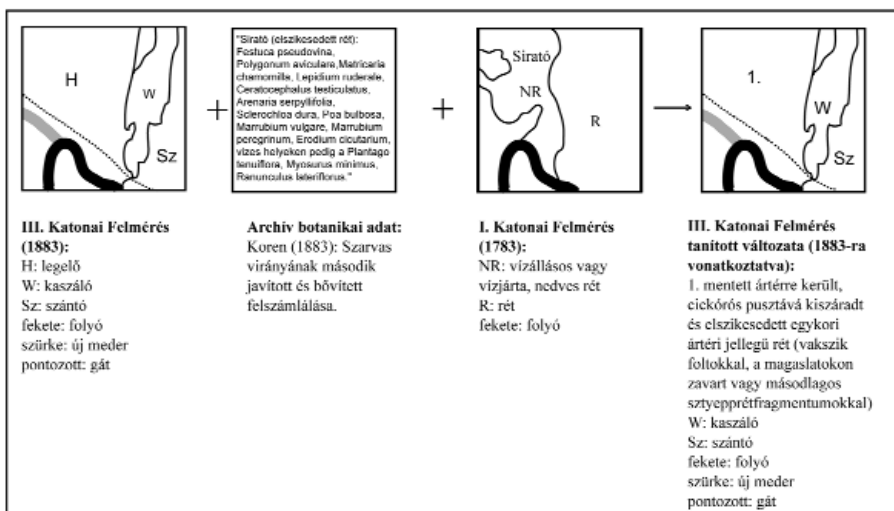 H
W
Sz
+
"Sirató (elszikesedett rét):
Festuca pseudovina,
Polygonum aviculare,Matricaria
chamomilla, Lepidium ruderale,
Ceratocephalus testiculatus,
Arenaria serpyllifolia,
Sclerochloa dura, Poa bulbosa,
Marrubium vulgare, Marrubium
peregrinum, Erodium cicutarium,
vizes helyeken pedig a Plantago
tenuiflora, Myosurus minimus,
Ranunculus lateriflorus."
+
Sirató
NR
R
1.
W
Sz
III. Katonai Felmérés
(1883):
H: legelő
W: kaszáló
Sz: szántó
fekete: folyó
szürke: új meder
pontozott: gát
Archív botanikai adat:
Koren (1883): Szarvas
virányának második
javított és bővített
felszámlálása.
I. Katonai Felmérés
(1783):
NR: vízállásos vagy
vízjárta, nedves rét
R: rét
fekete: folyó
III. Katonai Felmérés
tanított változata (1883-ra
vonatkoztatva):
1. mentett ártérre került,
cickórós pusztává kiszáradt
és elszikesedett egykori
ártéri jellegű rét (vakszik
foltokkal, a magaslatokon
zavart vagy másodlagos
sztyepprétfragmentumokkal)
W: kaszáló
Sz: szántó
fekete: folyó
szürke: új meder
pontozott: gát